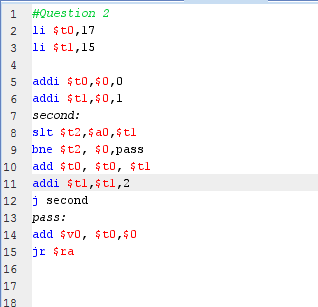 1 #Question 2
2 li $t0,17
3 li $t1,15
4
5 addi $t0,$0,0
6 addi $t1,$0,1
7 second:
8 slt $t2,$a0,$t1
9 bne $t2, $0,pass
10 add $t0, $t0, $t1
11 addi $t1,$t1,2
12 j second
13 pass:
14 add $v0, $t0,$0
15 jr $ra
16
17
18